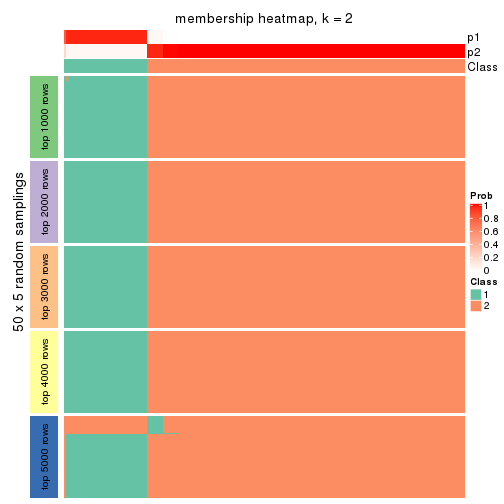 membership heatmap, k = 2
p1
p2
Class
50 x 5 random samplings
top 1000 rows
top 2000 rows
top 3000 rows
top 4000 rows
top 5000 rows
Prob
1
0.8
0.6
0.4
0.2
0
Class
1
2